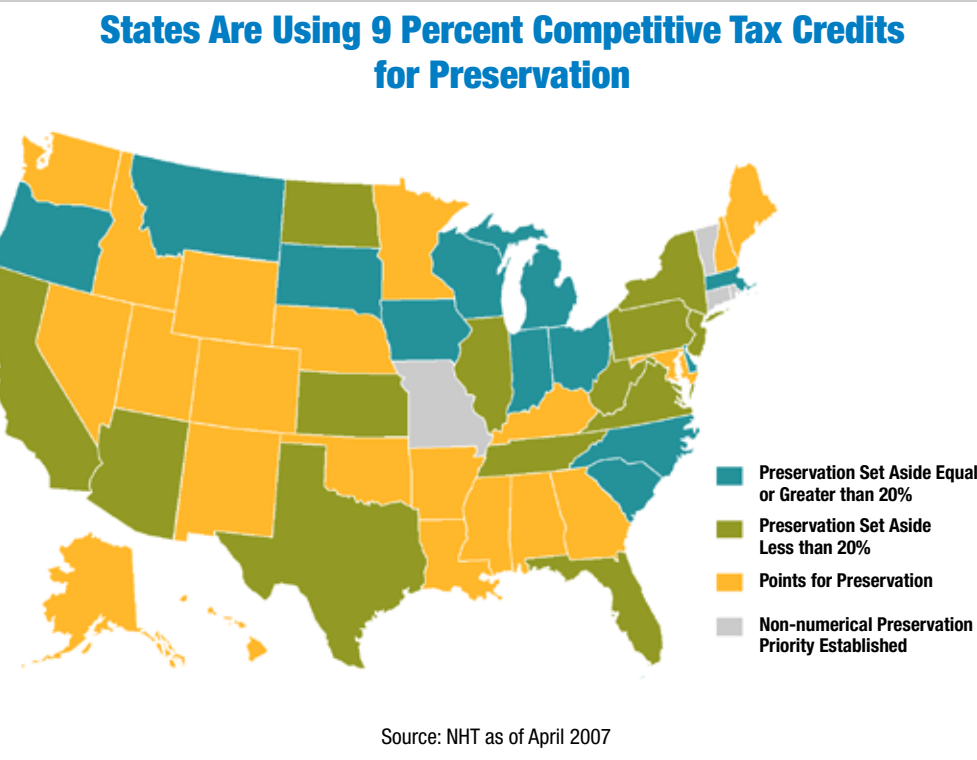 States Are Using 9 Percent Competitive Tax Credits
for Preservation
Preservation Set Aside Equal
or Greater than 20%
Preservation Set Aside
Less than 20%
Points for Preservation
Non-numerical Preservation
Priority Established
Source: NHT as of April 2007